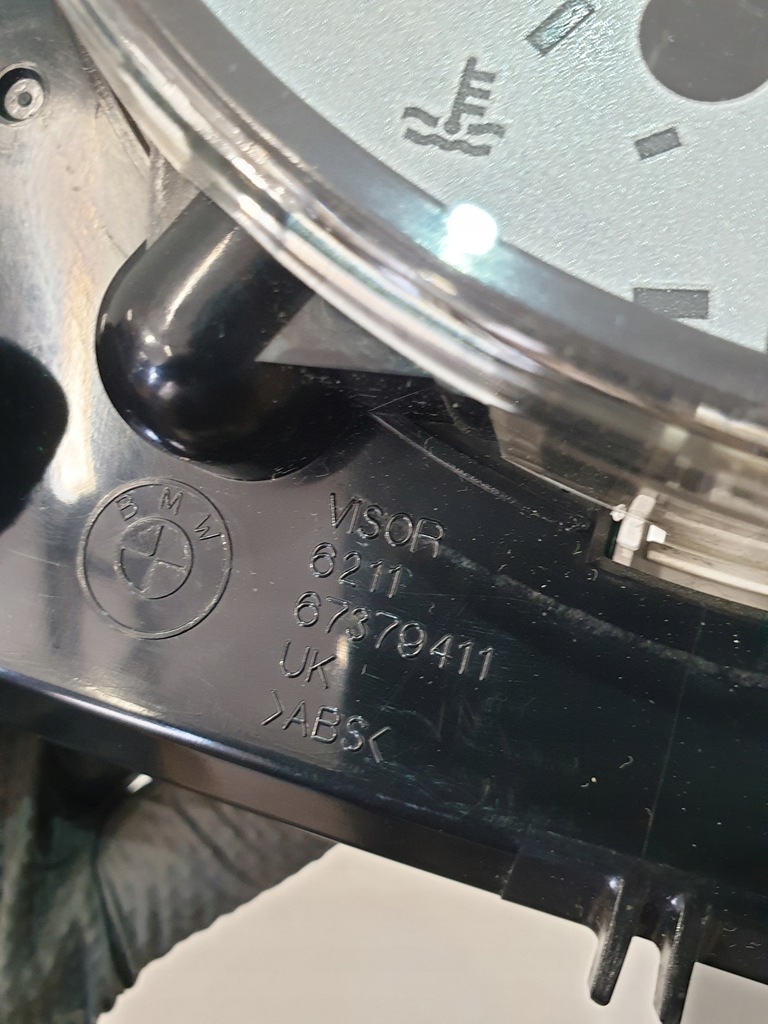 BMW
VISOR
6211
67379411
UK
>ABS<